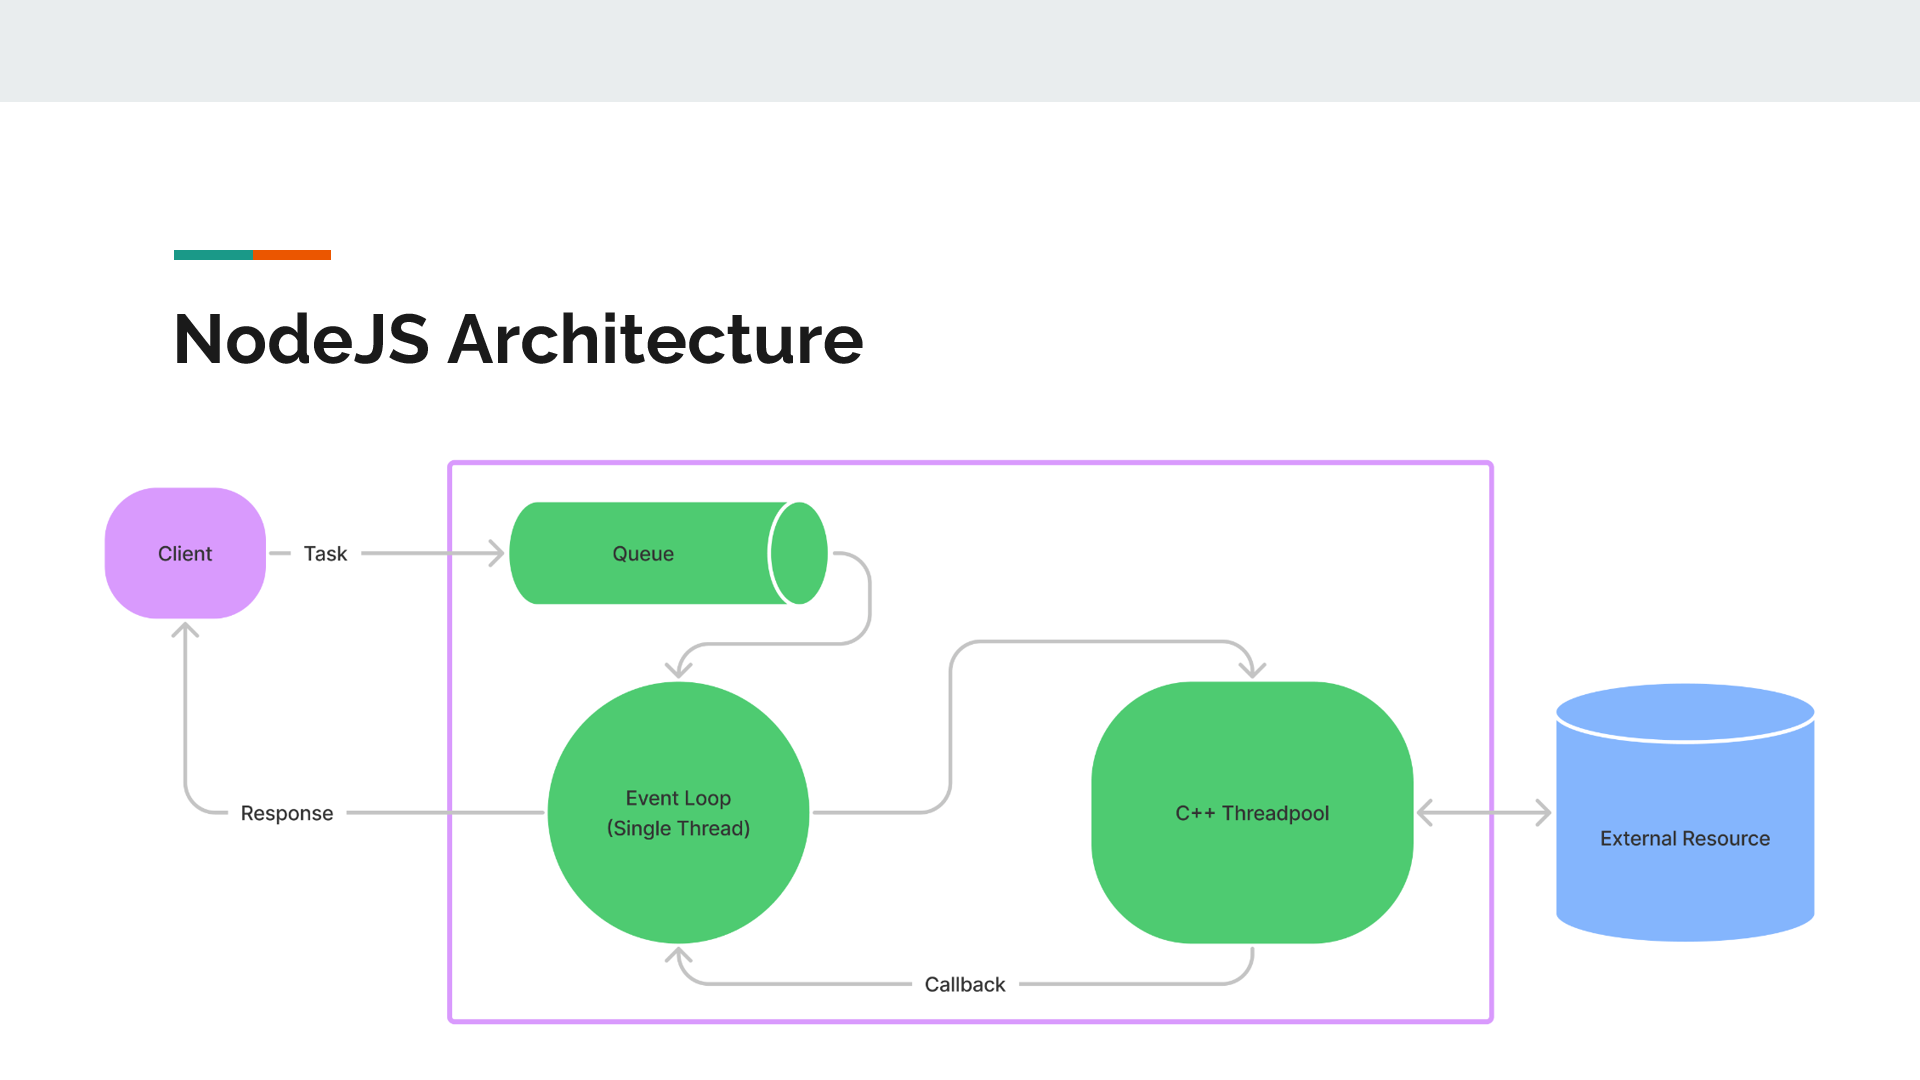 NodeJS Architecture
Client
Task
Queue
Event Loop
(Single Thread)
C++ Threadpool
External Resource
Response
Callback